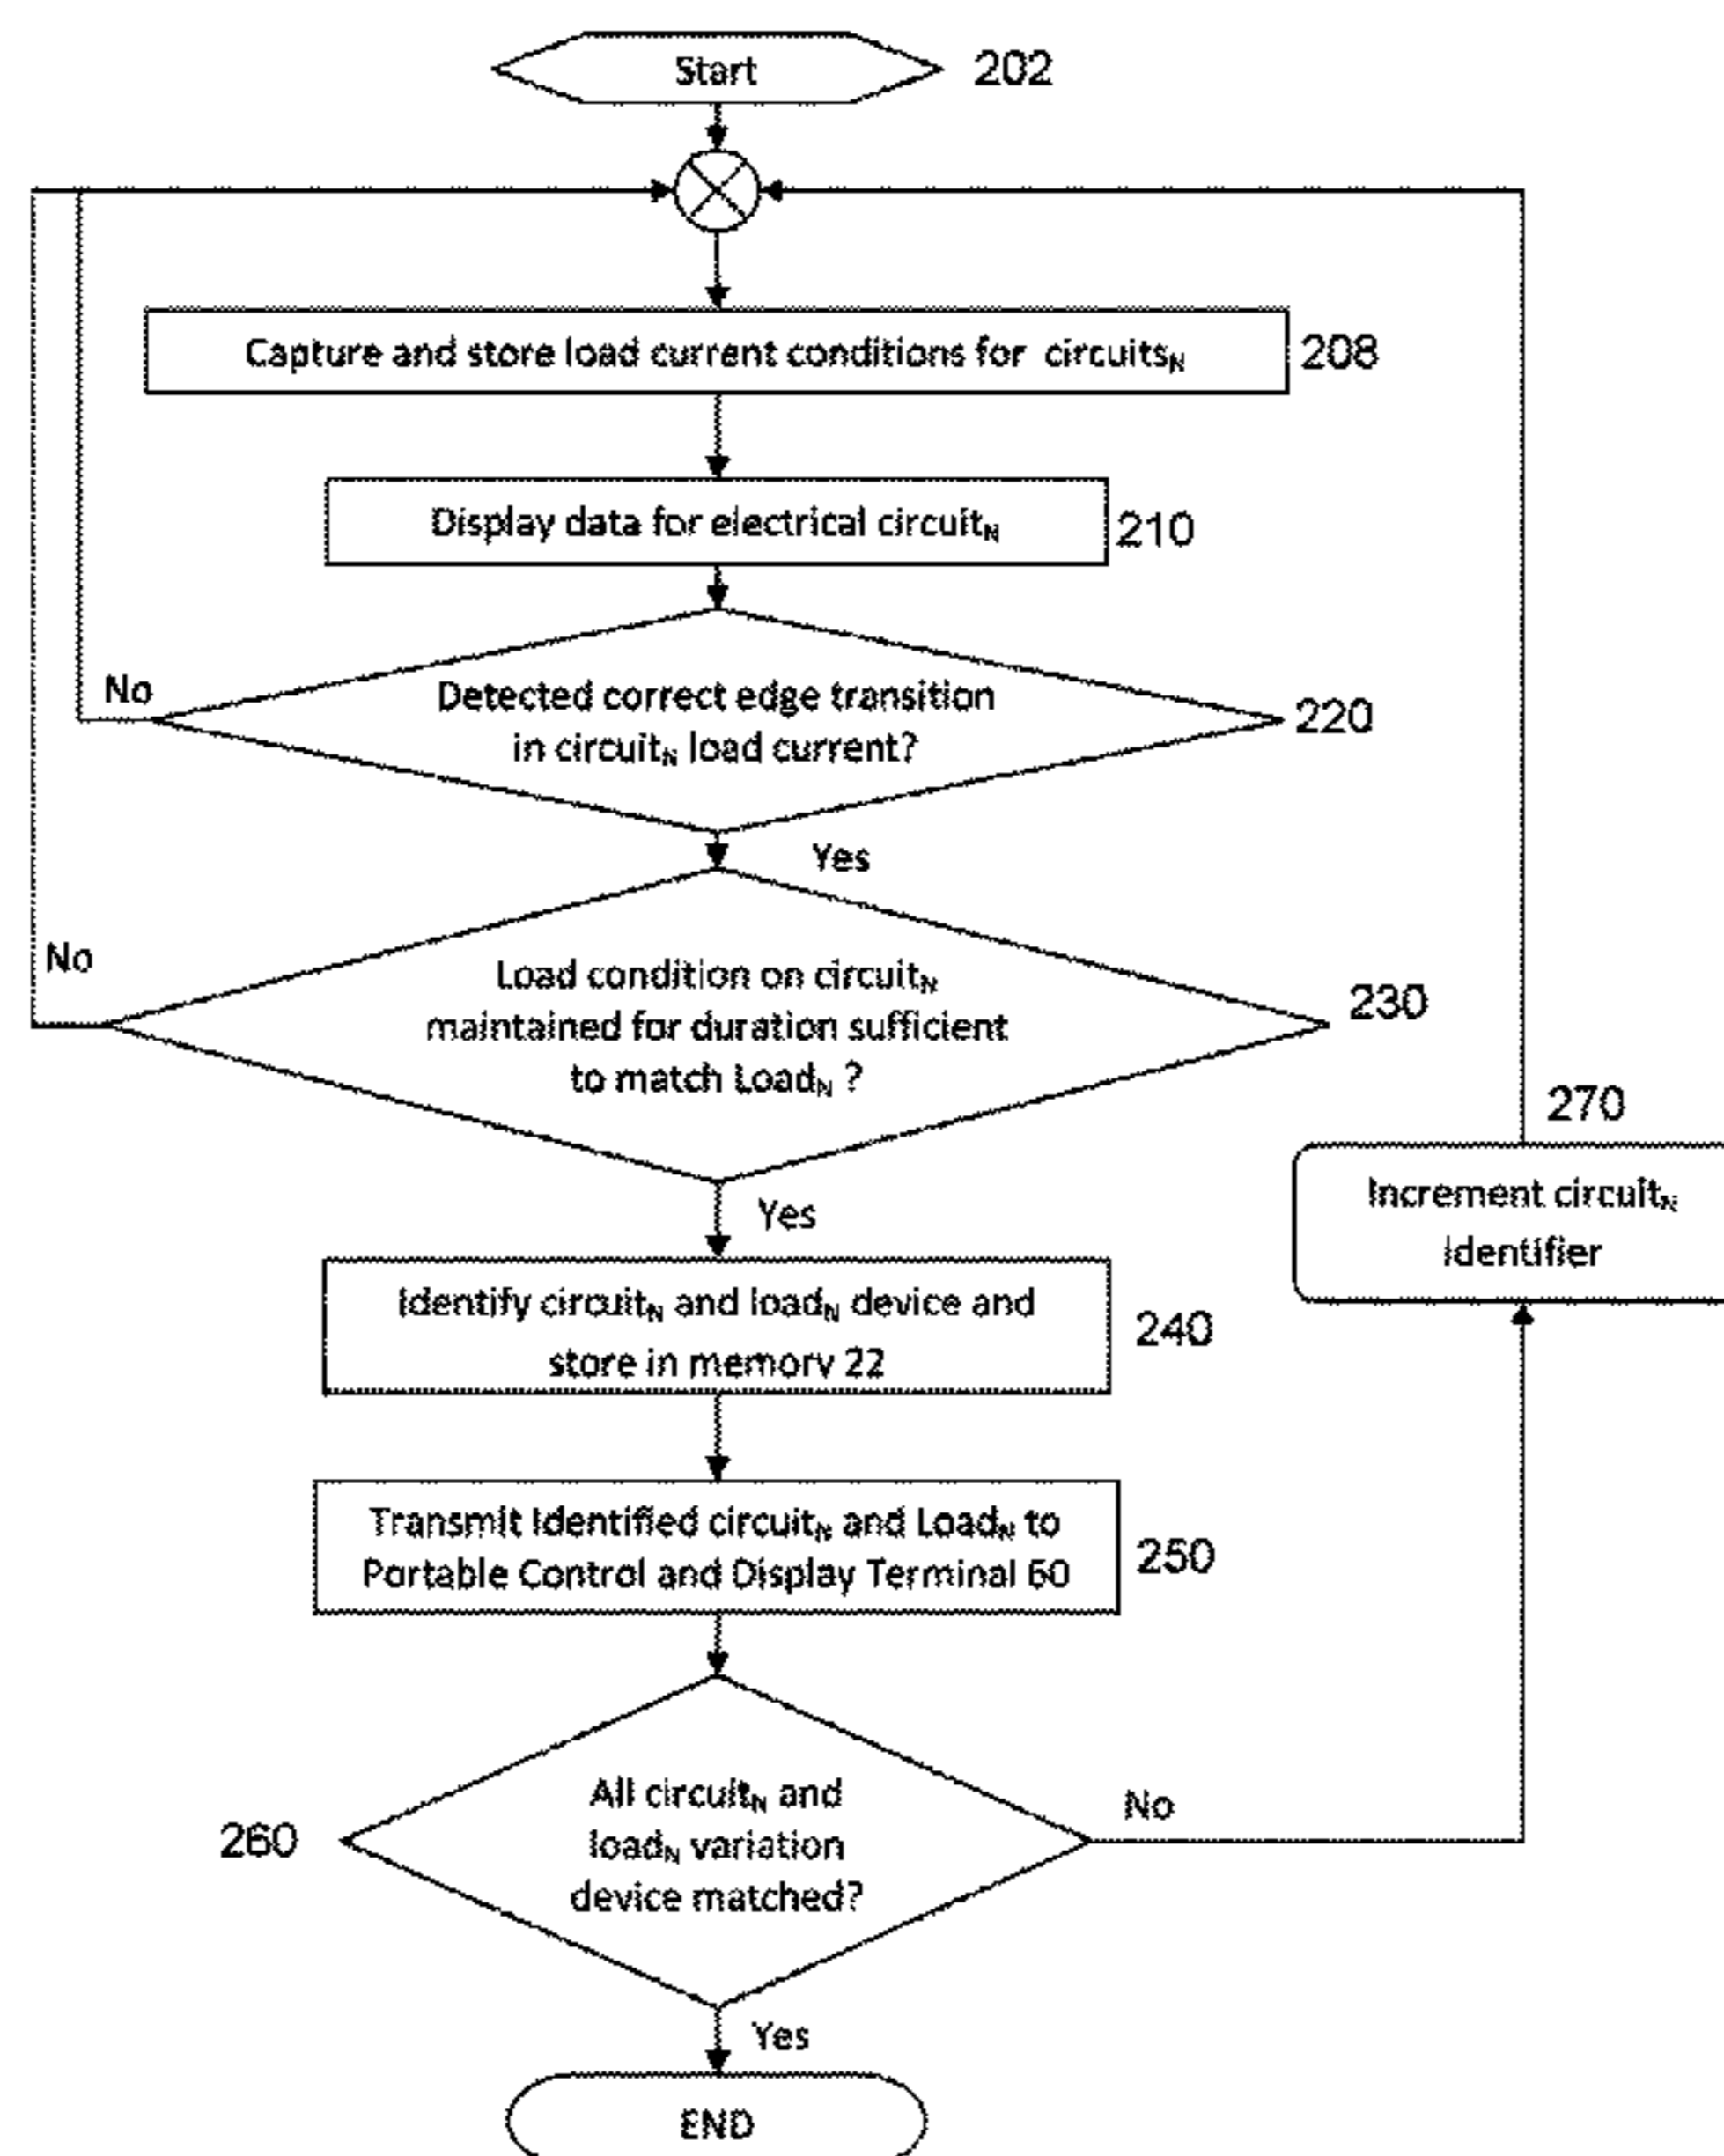 Start 202
Capture and store load current conditions for circuitsN 208
Display data for electrical circuitN 210
No
Detected correct edge transition
in circuitN load current?
220
Yes
No
Load condition on circuitN
maintained for duration sufficient
to match LoadN ?
230
Yes
270
Increment circuitN
Identifier
Identify circuitN and loadN device and
store in memory 22
240
Transmit Identified circuitN and LoadN to
Portable Control and Display Terminal 60
250
260
All circuitN and
loadN variation
device matched?
No
Yes
END